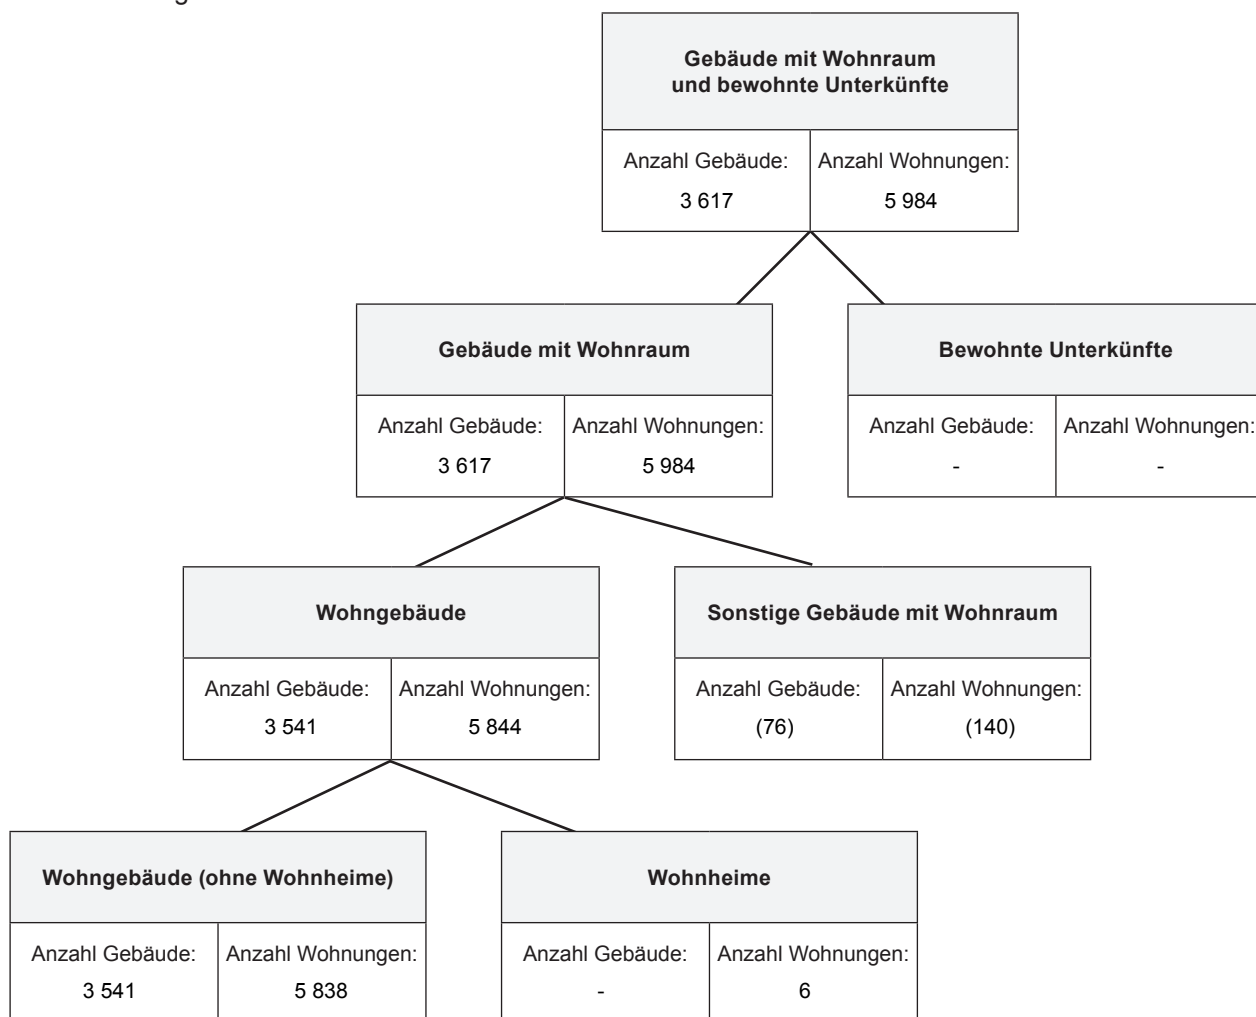 Gebäude mit Wohnraum
und bewohnte Unterkünfte
Anzahl Gebäude: Anzahl Wohnungen:
3 617 5 984
Gebäude mit Wohnraum
Anzahl Gebäude: Anzahl Wohnungen:
3 617 5 984
Bewohnte Unterkünfte
Anzahl Gebäude: Anzahl Wohnungen:
- -
Wohngebäude
Anzahl Gebäude: Anzahl Wohnungen:
3 541 5 844
Sonstige Gebäude mit Wohnraum
Anzahl Gebäude: Anzahl Wohnungen:
(76) (140)
Wohngebäude (ohne Wohnheime)
Anzahl Gebäude: Anzahl Wohnungen:
3 541 5 838
Wohnheime
Anzahl Gebäude: Anzahl Wohnungen:
- 6